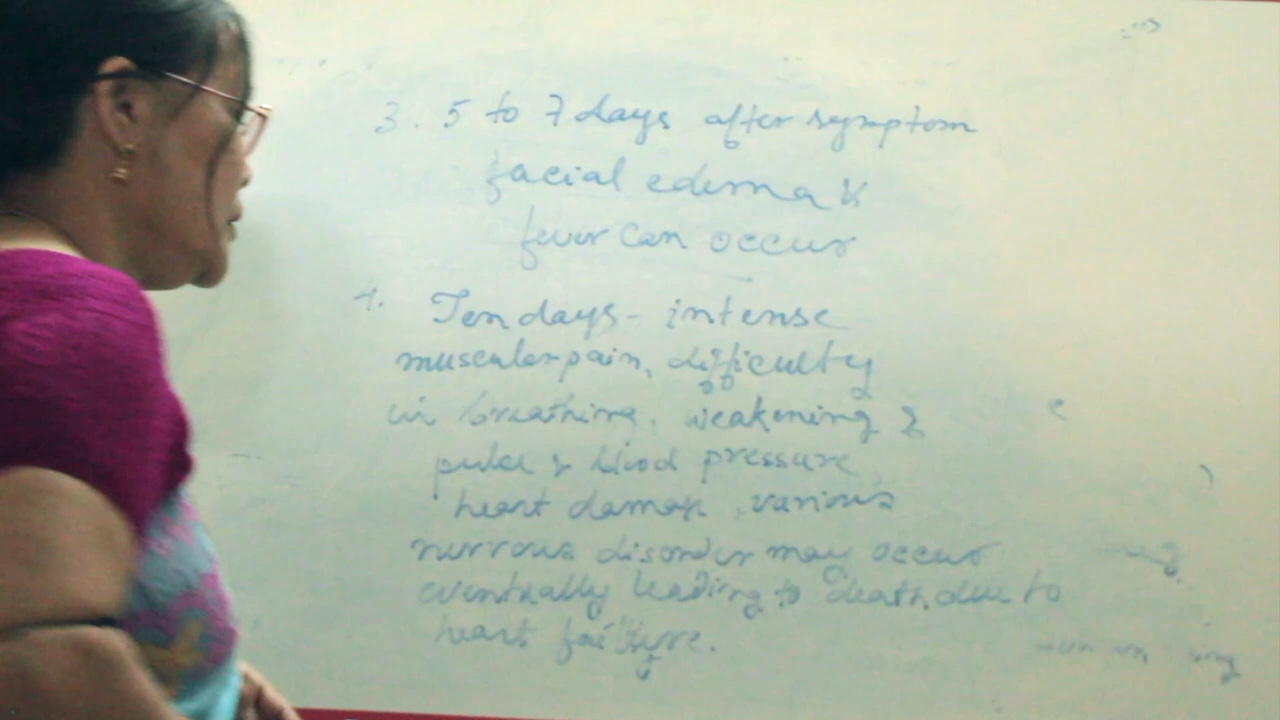 3. 5 to 7 days after symptom
facial edema &
fever can occur
4. Ten days - intense
muscular pain, difficulty
in breathing, weakening of
pulse & blood pressure
heart damage, various
nervous disorder may occur
eventually leading to death, due to
heart failure.